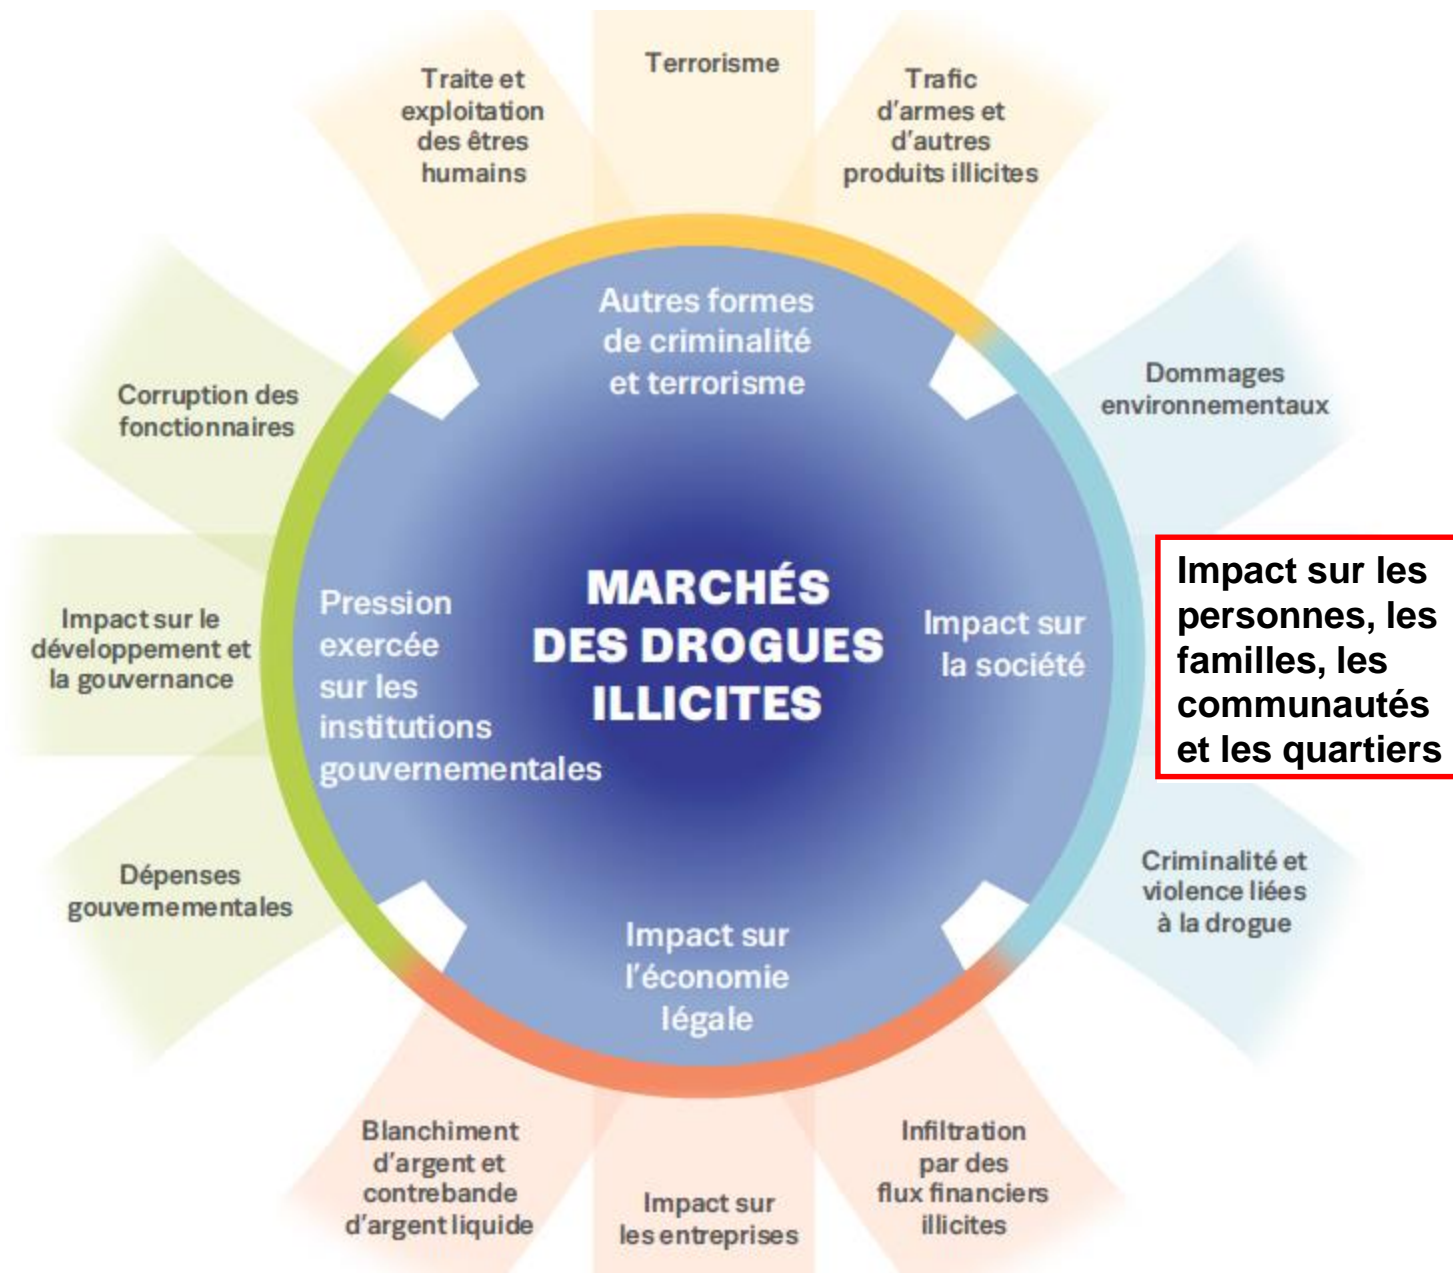 Terrorisme
Traite et
exploitation
des êtres
humains
Trafic
d'armes et
d'autres
produits illicites
Autres formes
de criminalité
et terrorisme
Corruption des
fonctionnaires
Dommages
environnementaux
Impact sur le
développement et
la gouvernance
Pression
exercée
sur les
institutions
gouvernementales
MARCHÉS
DES DROGUES
ILLICITES
Impact sur
la société
Impact sur les
personnes, les
familles, les
communautés
et les quartiers
Dépenses
gouvernementales
Criminalité et
violence liées
à la drogue
Impact sur
l'économie
légale
Blanchiment
d'argent et
contrebande
d'argent liquide
Impact sur
les entreprises
Infiltration
par des
flux financiers
illicites